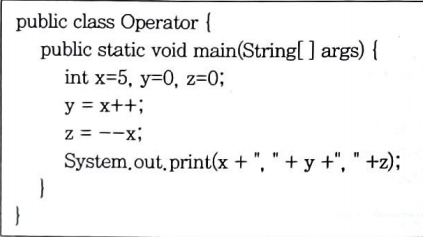 public class Operator {
public static void main(String[ ] args) {
int x=5, y=0, z=0;
y = x++;
z = --x;
System.out.print(x + ", " + y +", " +z);
}
}